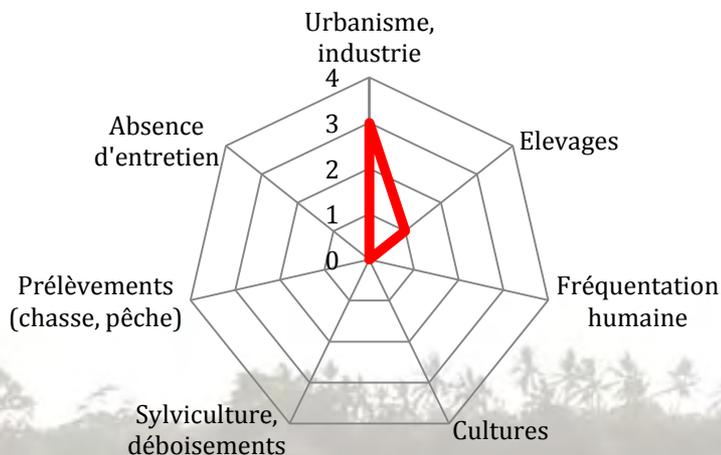 Urbanisme,
industrie
4
3
2
1
0
Absence
d'entretien
Elevages
Prélèvements
(chasse, pêche)
Fréquentation
humaine
Sylviculture,
déboisements
Cultures